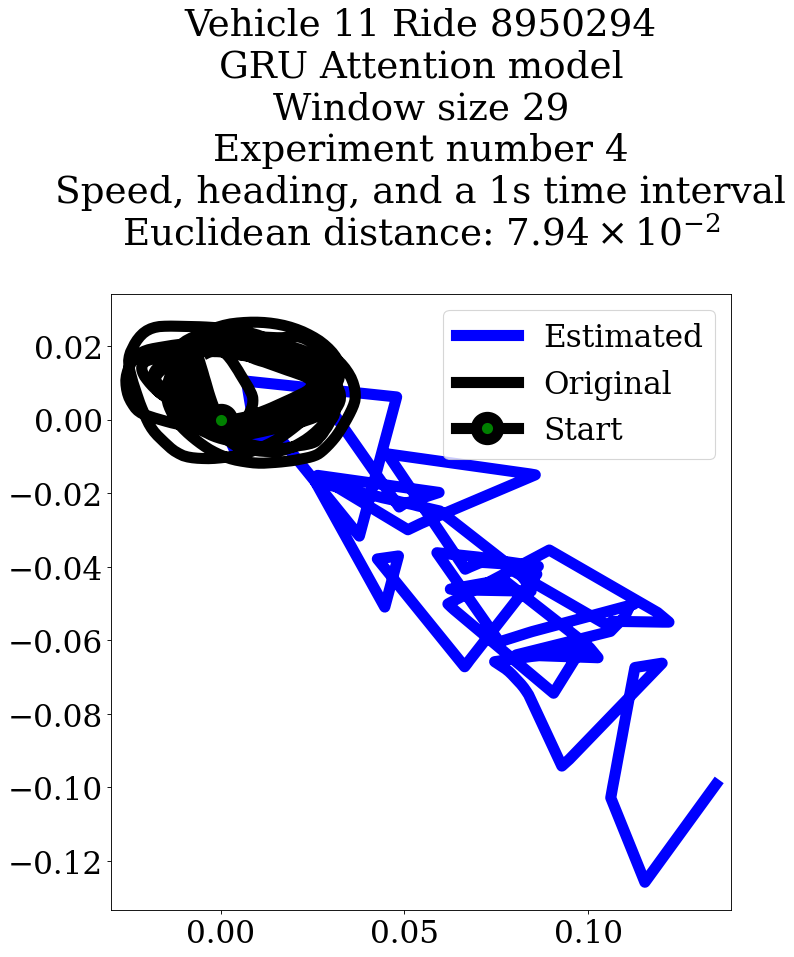 Vehicle 11 Ride 8950294
GRU Attention model
Window size 29
Experiment number 4
Speed, heading, and a 1s time interval
Euclidean distance: 7.94 × 10⁻²
Estimated
Original
Start
0.02
0.00
−0.02
−0.04
−0.06
−0.08
−0.10
−0.12
0.00 0.05 0.10